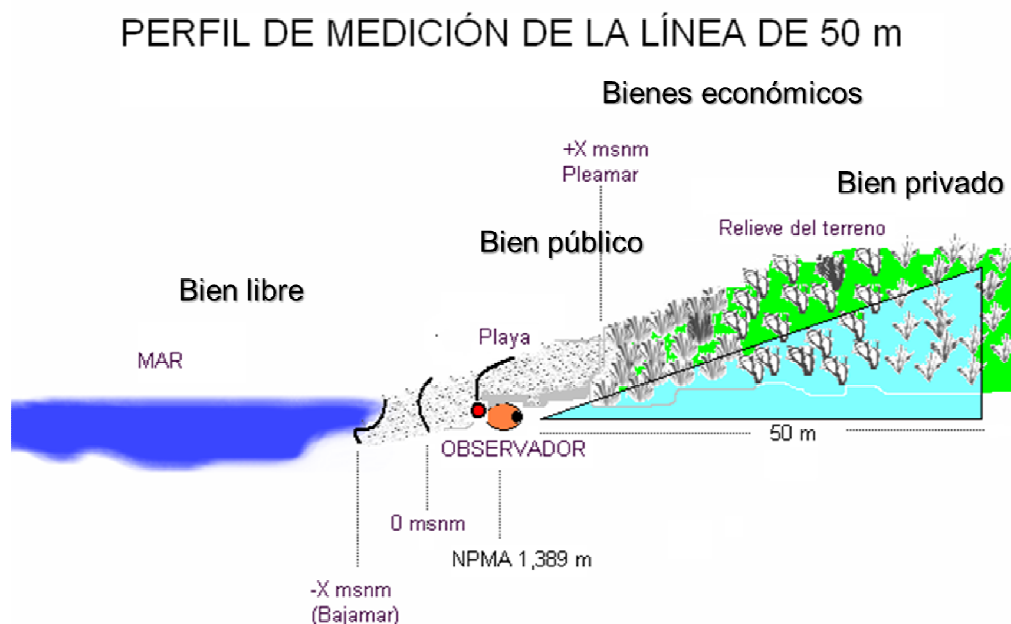 PERFIL DE MEDICIÓN DE LA LÍNEA DE 50 m
Bienes económicos
+X msnm
Pleamar
Bien privado
Relieve del terreno
Bien público
Bien libre
Playa
MAR
50 m
OBSERVADOR
0 msnm
NPMA 1,389 m
-X msnm
(Bajamar)